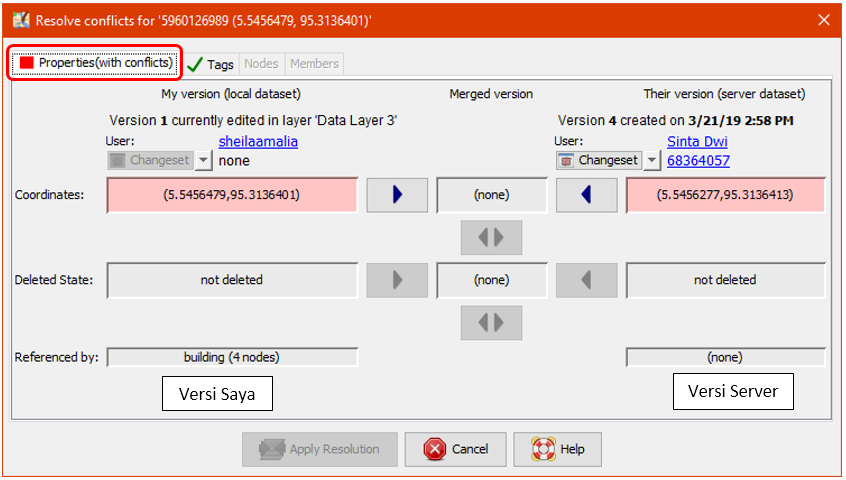 Resolve conflicts for '5960126989 (5.5456479, 95.3136401)'
Properties(with conflicts) Tags Nodes Members
My version (local dataset) Merged version Their version (server dataset)
Version 1 currently edited in layer 'Data Layer 3' Version 4 created on 3/21/19 2:58 PM
User: sheilaamalia User: Sinta Dwi
Changeset none Changeset 68364057
Coordinates: (5.5456479,95.3136401) (none) (5.5456277,95.3136413)
Deleted State: not deleted (none) not deleted
Referenced by: building (4 nodes) (none)
Versi Saya Versi Server
Apply Resolution Cancel Help